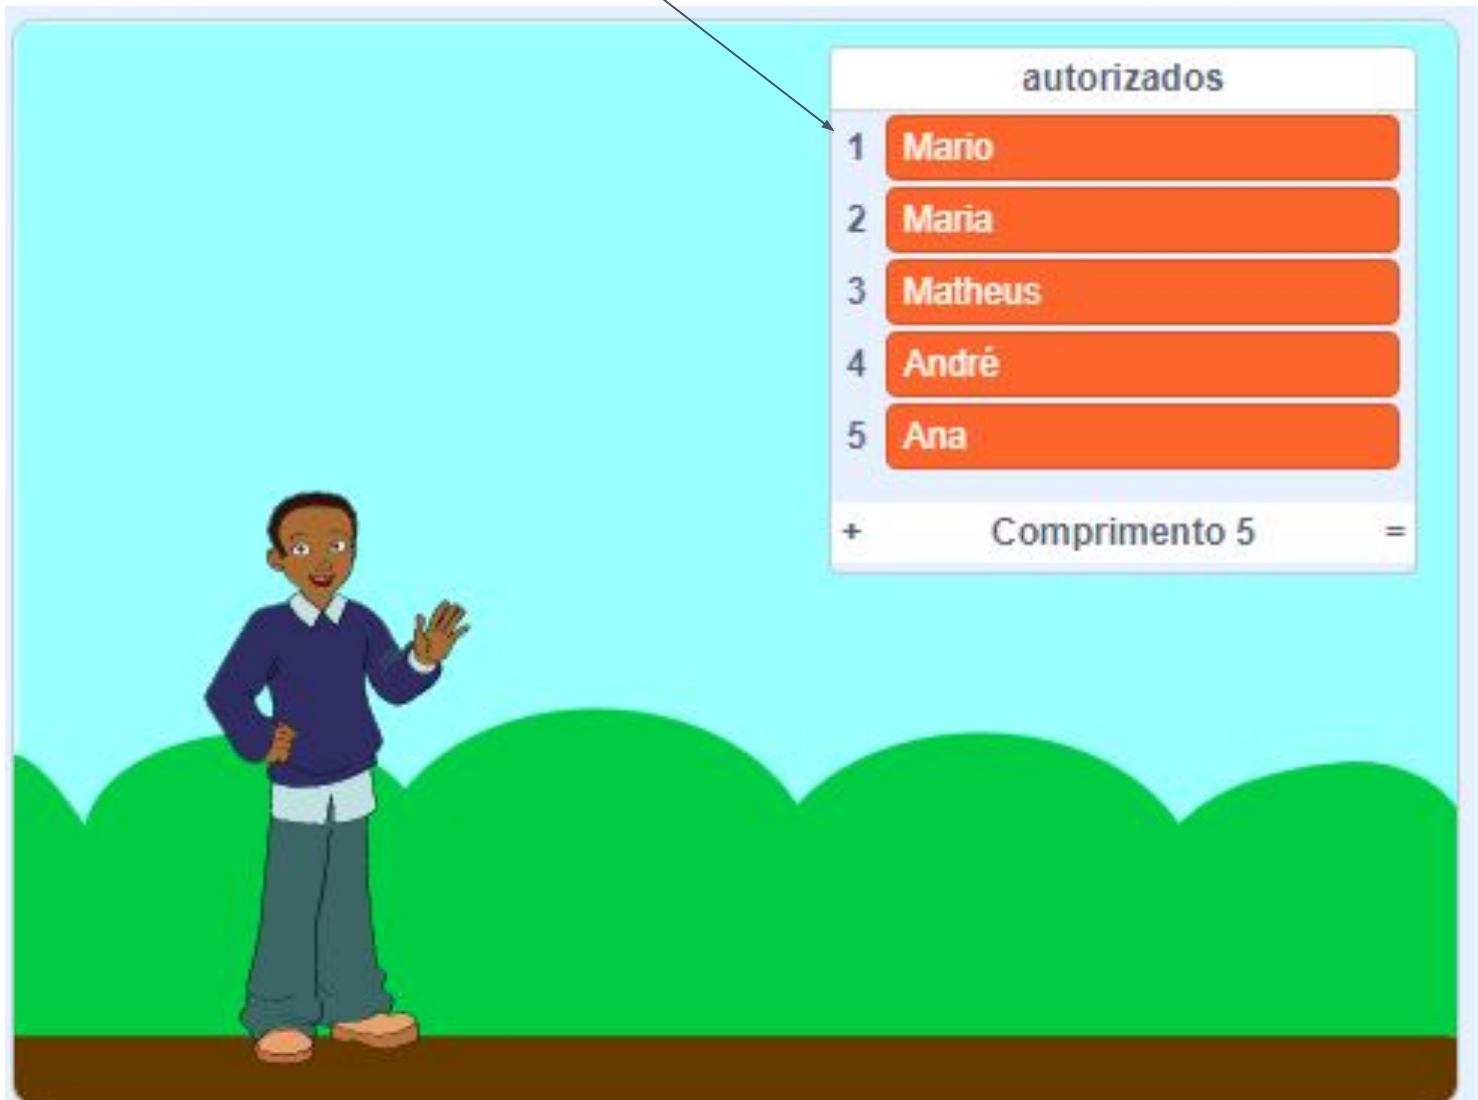 autorizados
1 Mario
2 Maria
3 Matheus
4 André
5 Ana
+ Comprimento 5 =